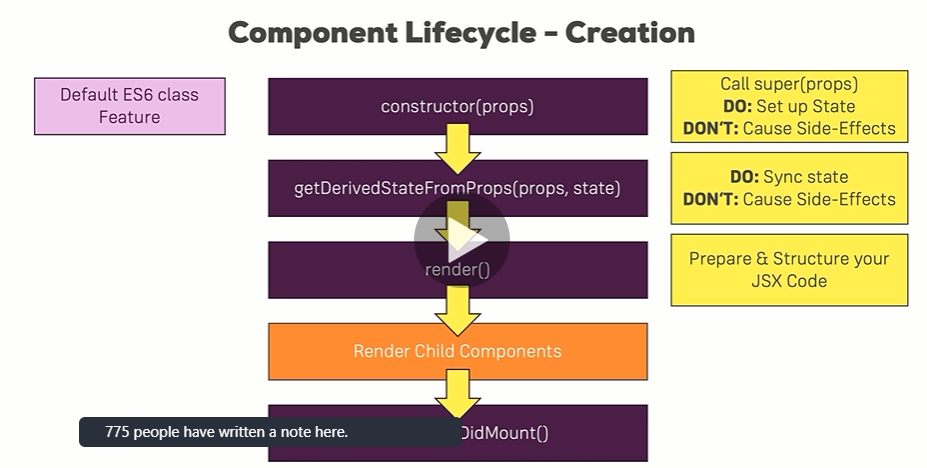 Component Lifecycle – Creation
Default ES6 class
Feature
constructor(props)
Call super(props)
DO: Set up State
DON'T: Cause Side-Effects
getDerivedStateFromProps(props, state)
DO: Sync state
DON'T: Cause Side-Effects
render()
Prepare & Structure your
JSX Code
Render Child Components
DidMount()
775 people have written a note here.